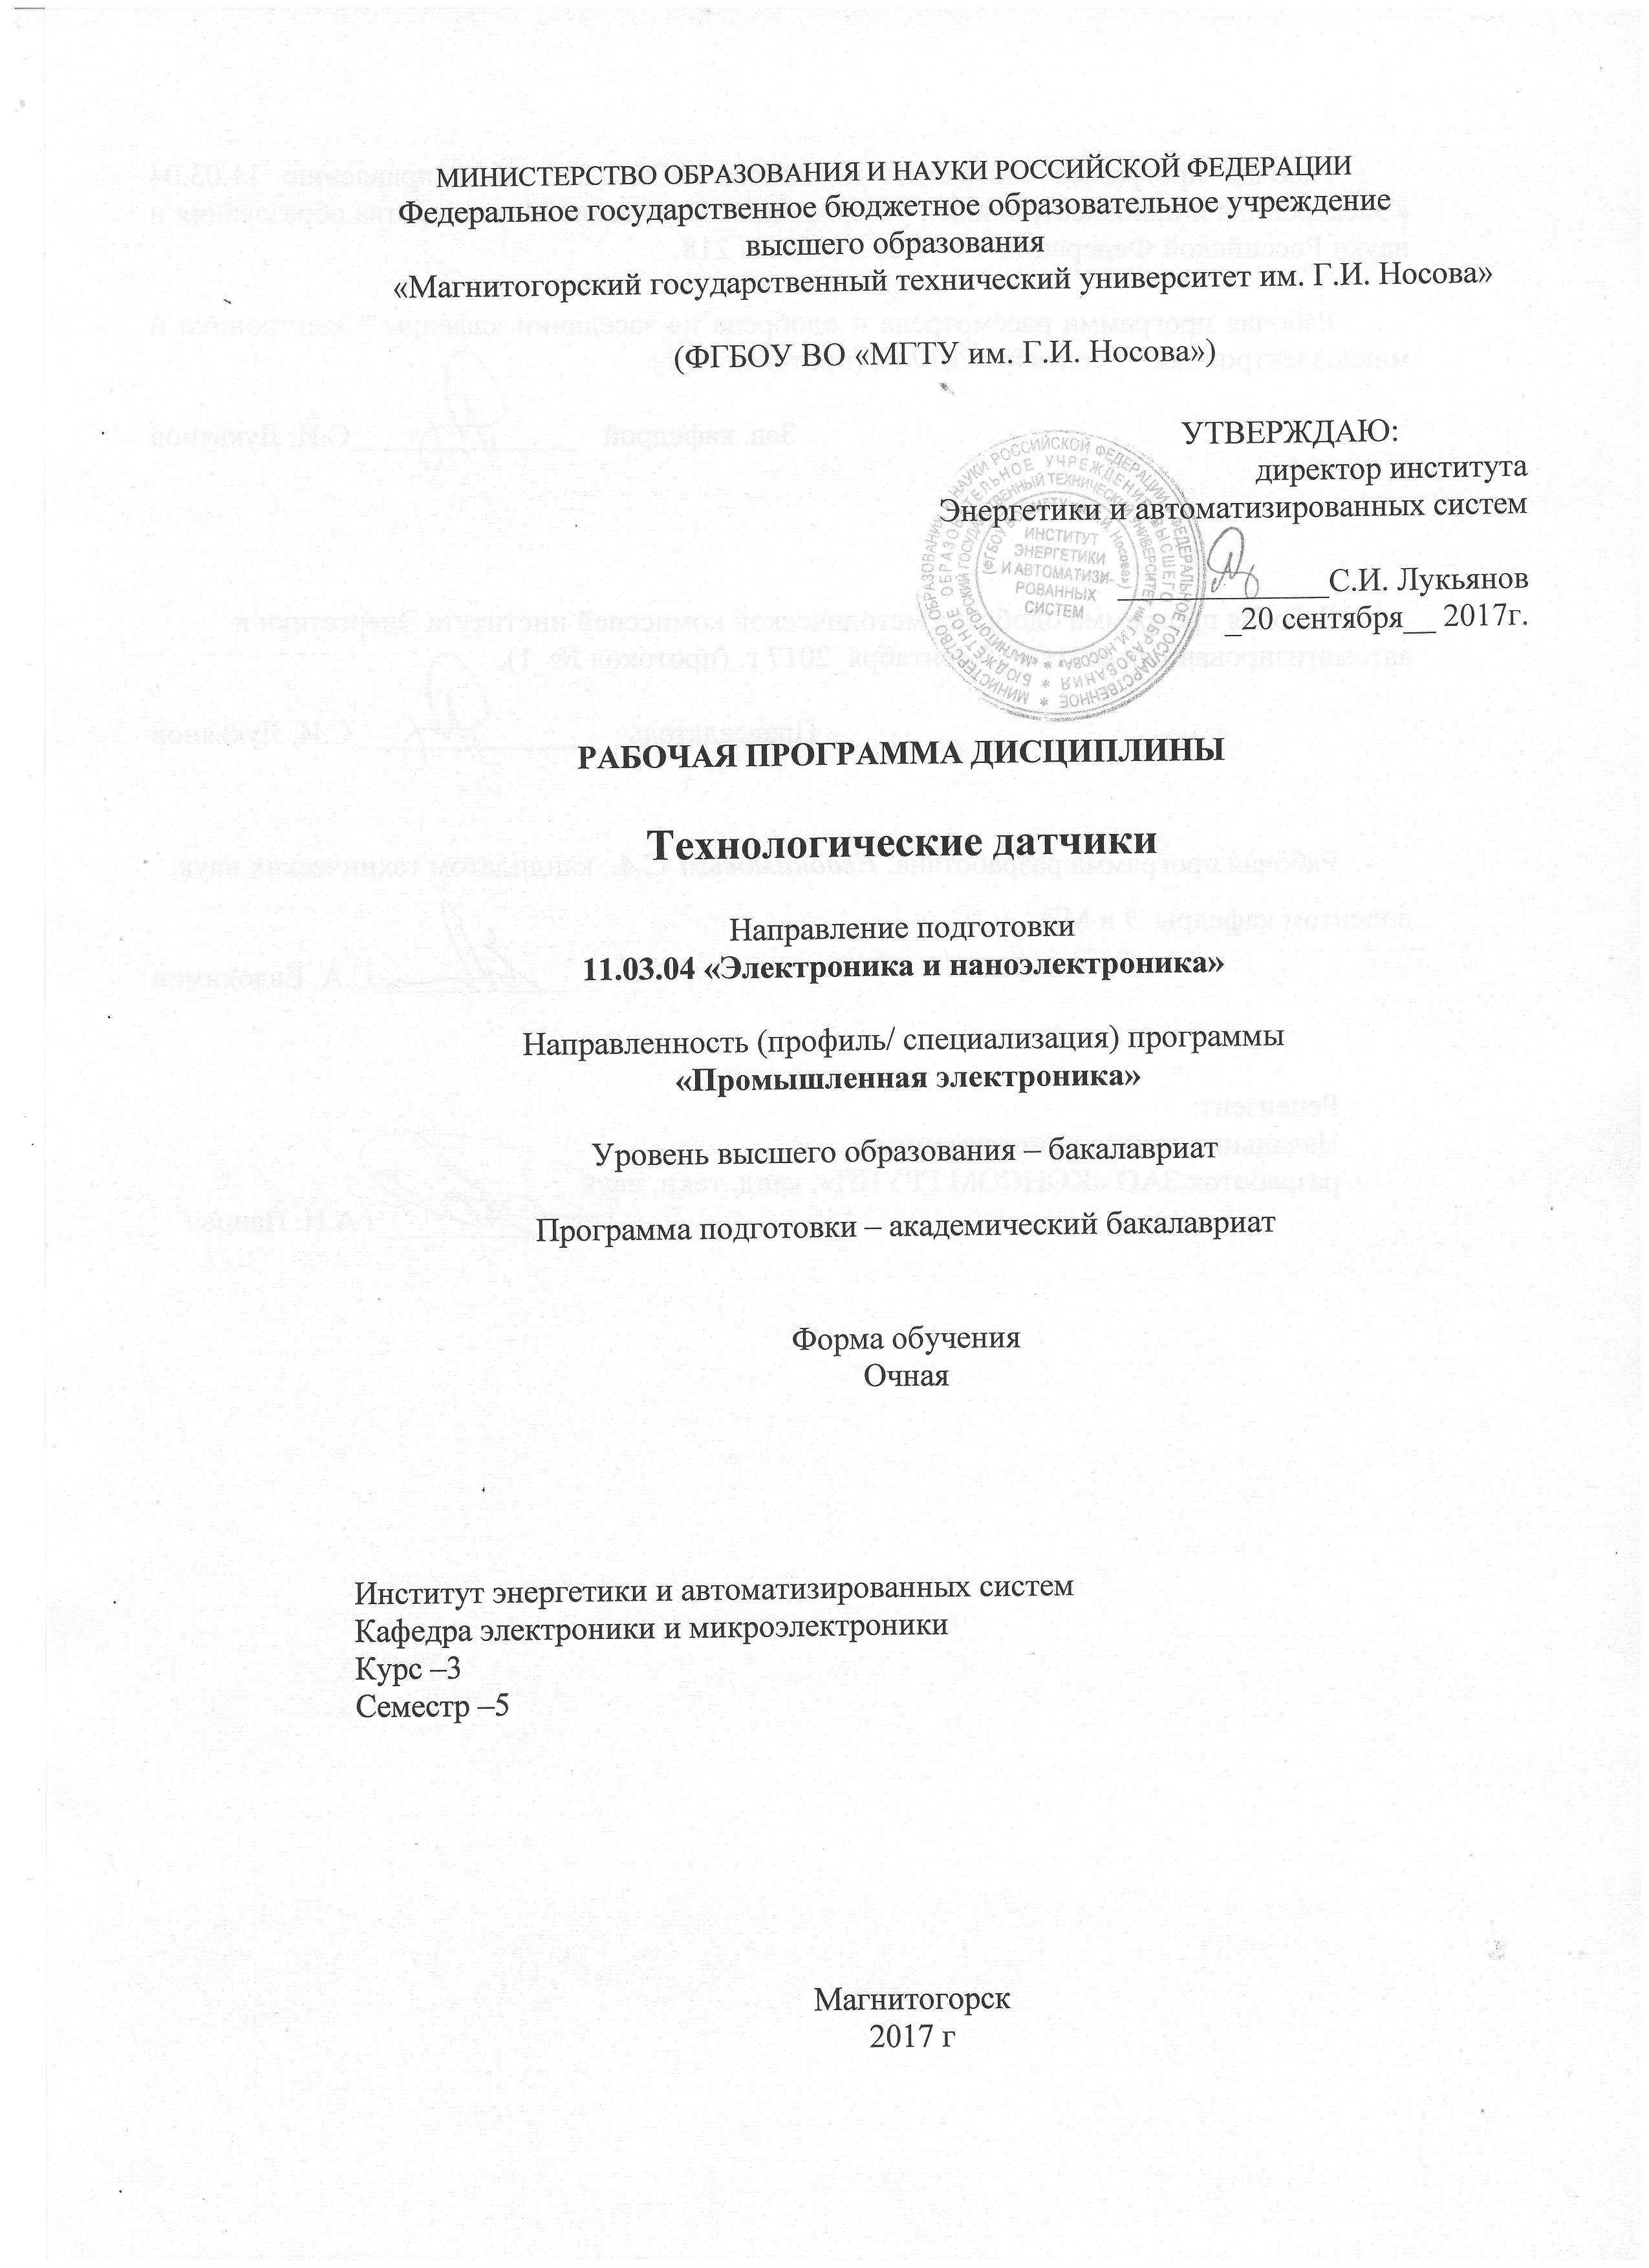 МИНИСТЕРСТВО ОБРАЗОВАНИЯ И НАУКИ РОССИЙСКОЙ ФЕДЕРАЦИИ
Федеральное государственное бюджетное образовательное учреждение
высшего образования
«Магнитогорский государственный технический университет им. Г.И. Носова»
(ФГБОУ ВО «МГТУ им. Г.И. Носова»)
УТВЕРЖДАЮ:
директор института
Энергетики и автоматизированных систем
ИНСТИТУТ
ЭНЕРГЕТИКИ
И АВТОМАТИЗИ-
РОВАННЫХ
СИСТЕМ
______________С.И. Лукьянов
_20 сентября__ 2017г.
РАБОЧАЯ ПРОГРАММА ДИСЦИПЛИНЫ
Технологические датчики
Направление подготовки
11.03.04 «Электроника и наноэлектроника»
Направленность (профиль/ специализация) программы
«Промышленная электроника»
Уровень высшего образования – бакалавриат
Программа подготовки – академический бакалавриат
Форма обучения
Очная
Институт энергетики и автоматизированных систем
Кафедра электроники и микроэлектроники
Курс –3
Семестр –5
Магнитогорск
2017 г